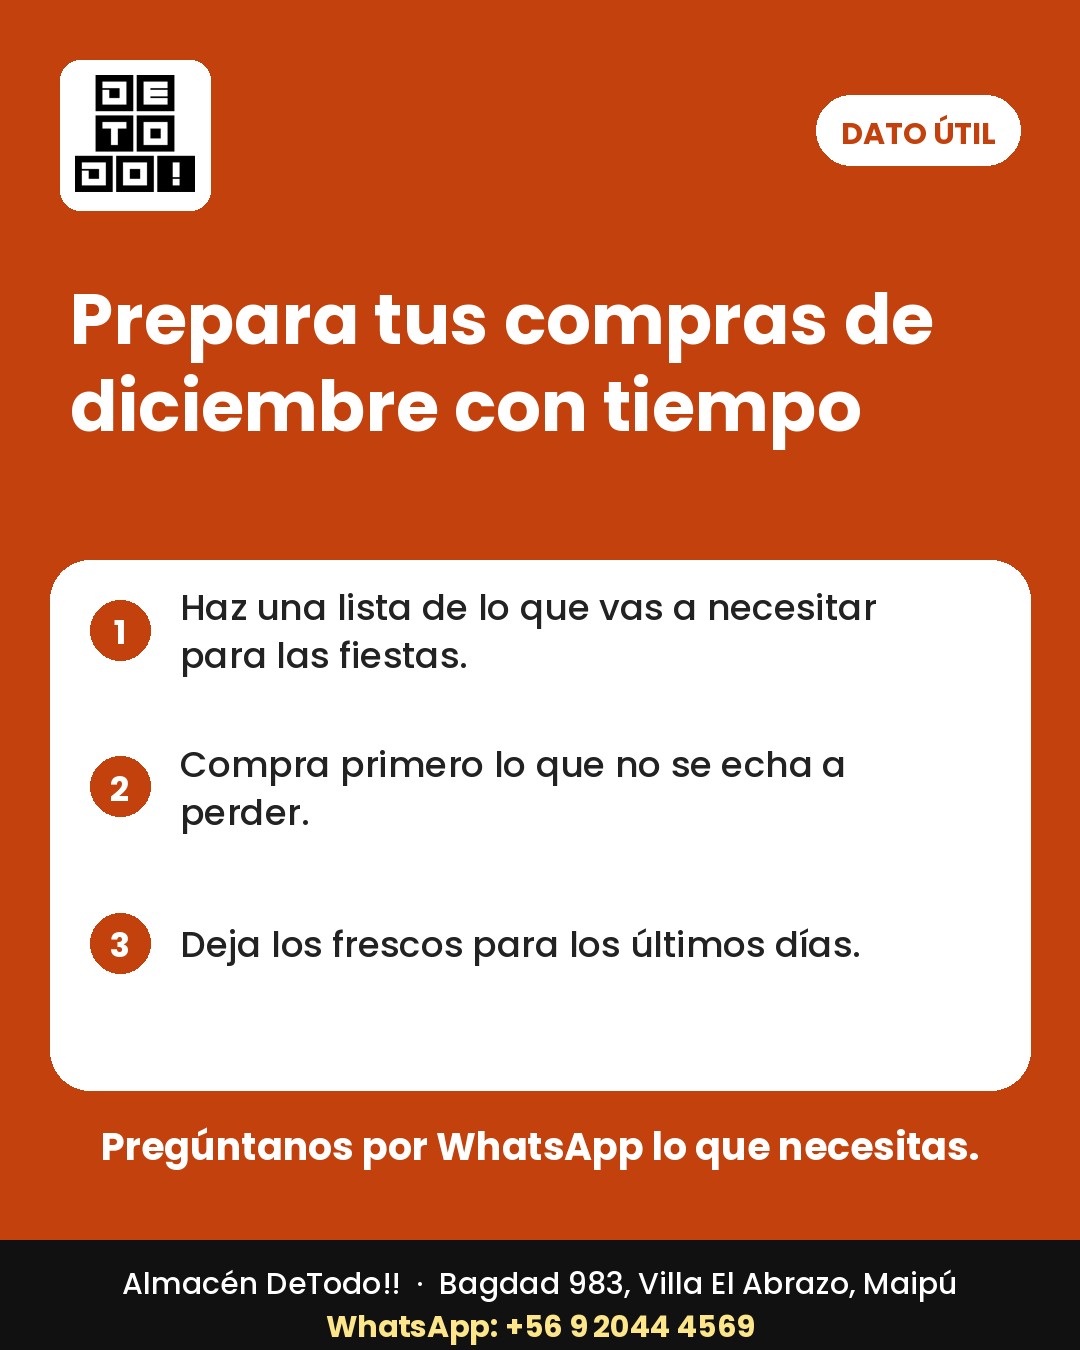 DE
TO
DO!
DATO ÚTIL
Prepara tus compras de
diciembre con tiempo
1 Haz una lista de lo que vas a necesitar
para las fiestas.
2 Compra primero lo que no se echa a
perder.
3 Deja los frescos para los últimos días.
Pregúntanos por WhatsApp lo que necesitas.
Almacén DeTodo!! · Bagdad 983, Villa El Abrazo, Maipú
WhatsApp: +56 9 2044 4569